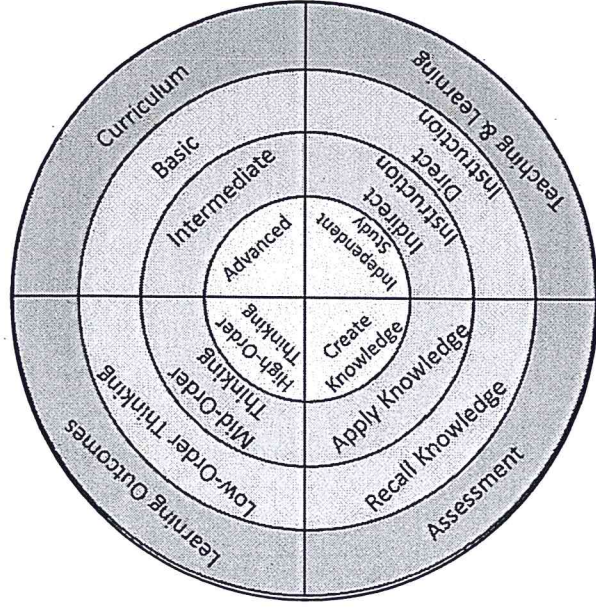 Curriculum
Basic
Intermediate
Advanced
Teaching & Learning
Direct
Instruction
Indirect
Instruction
Independent
Study
Learning Outcomes
Low-Order Thinking
Mid-Order
Thinking
High-Order
Thinking
Assessment
Recall Knowledge
Apply Knowledge
Create
Knowledge